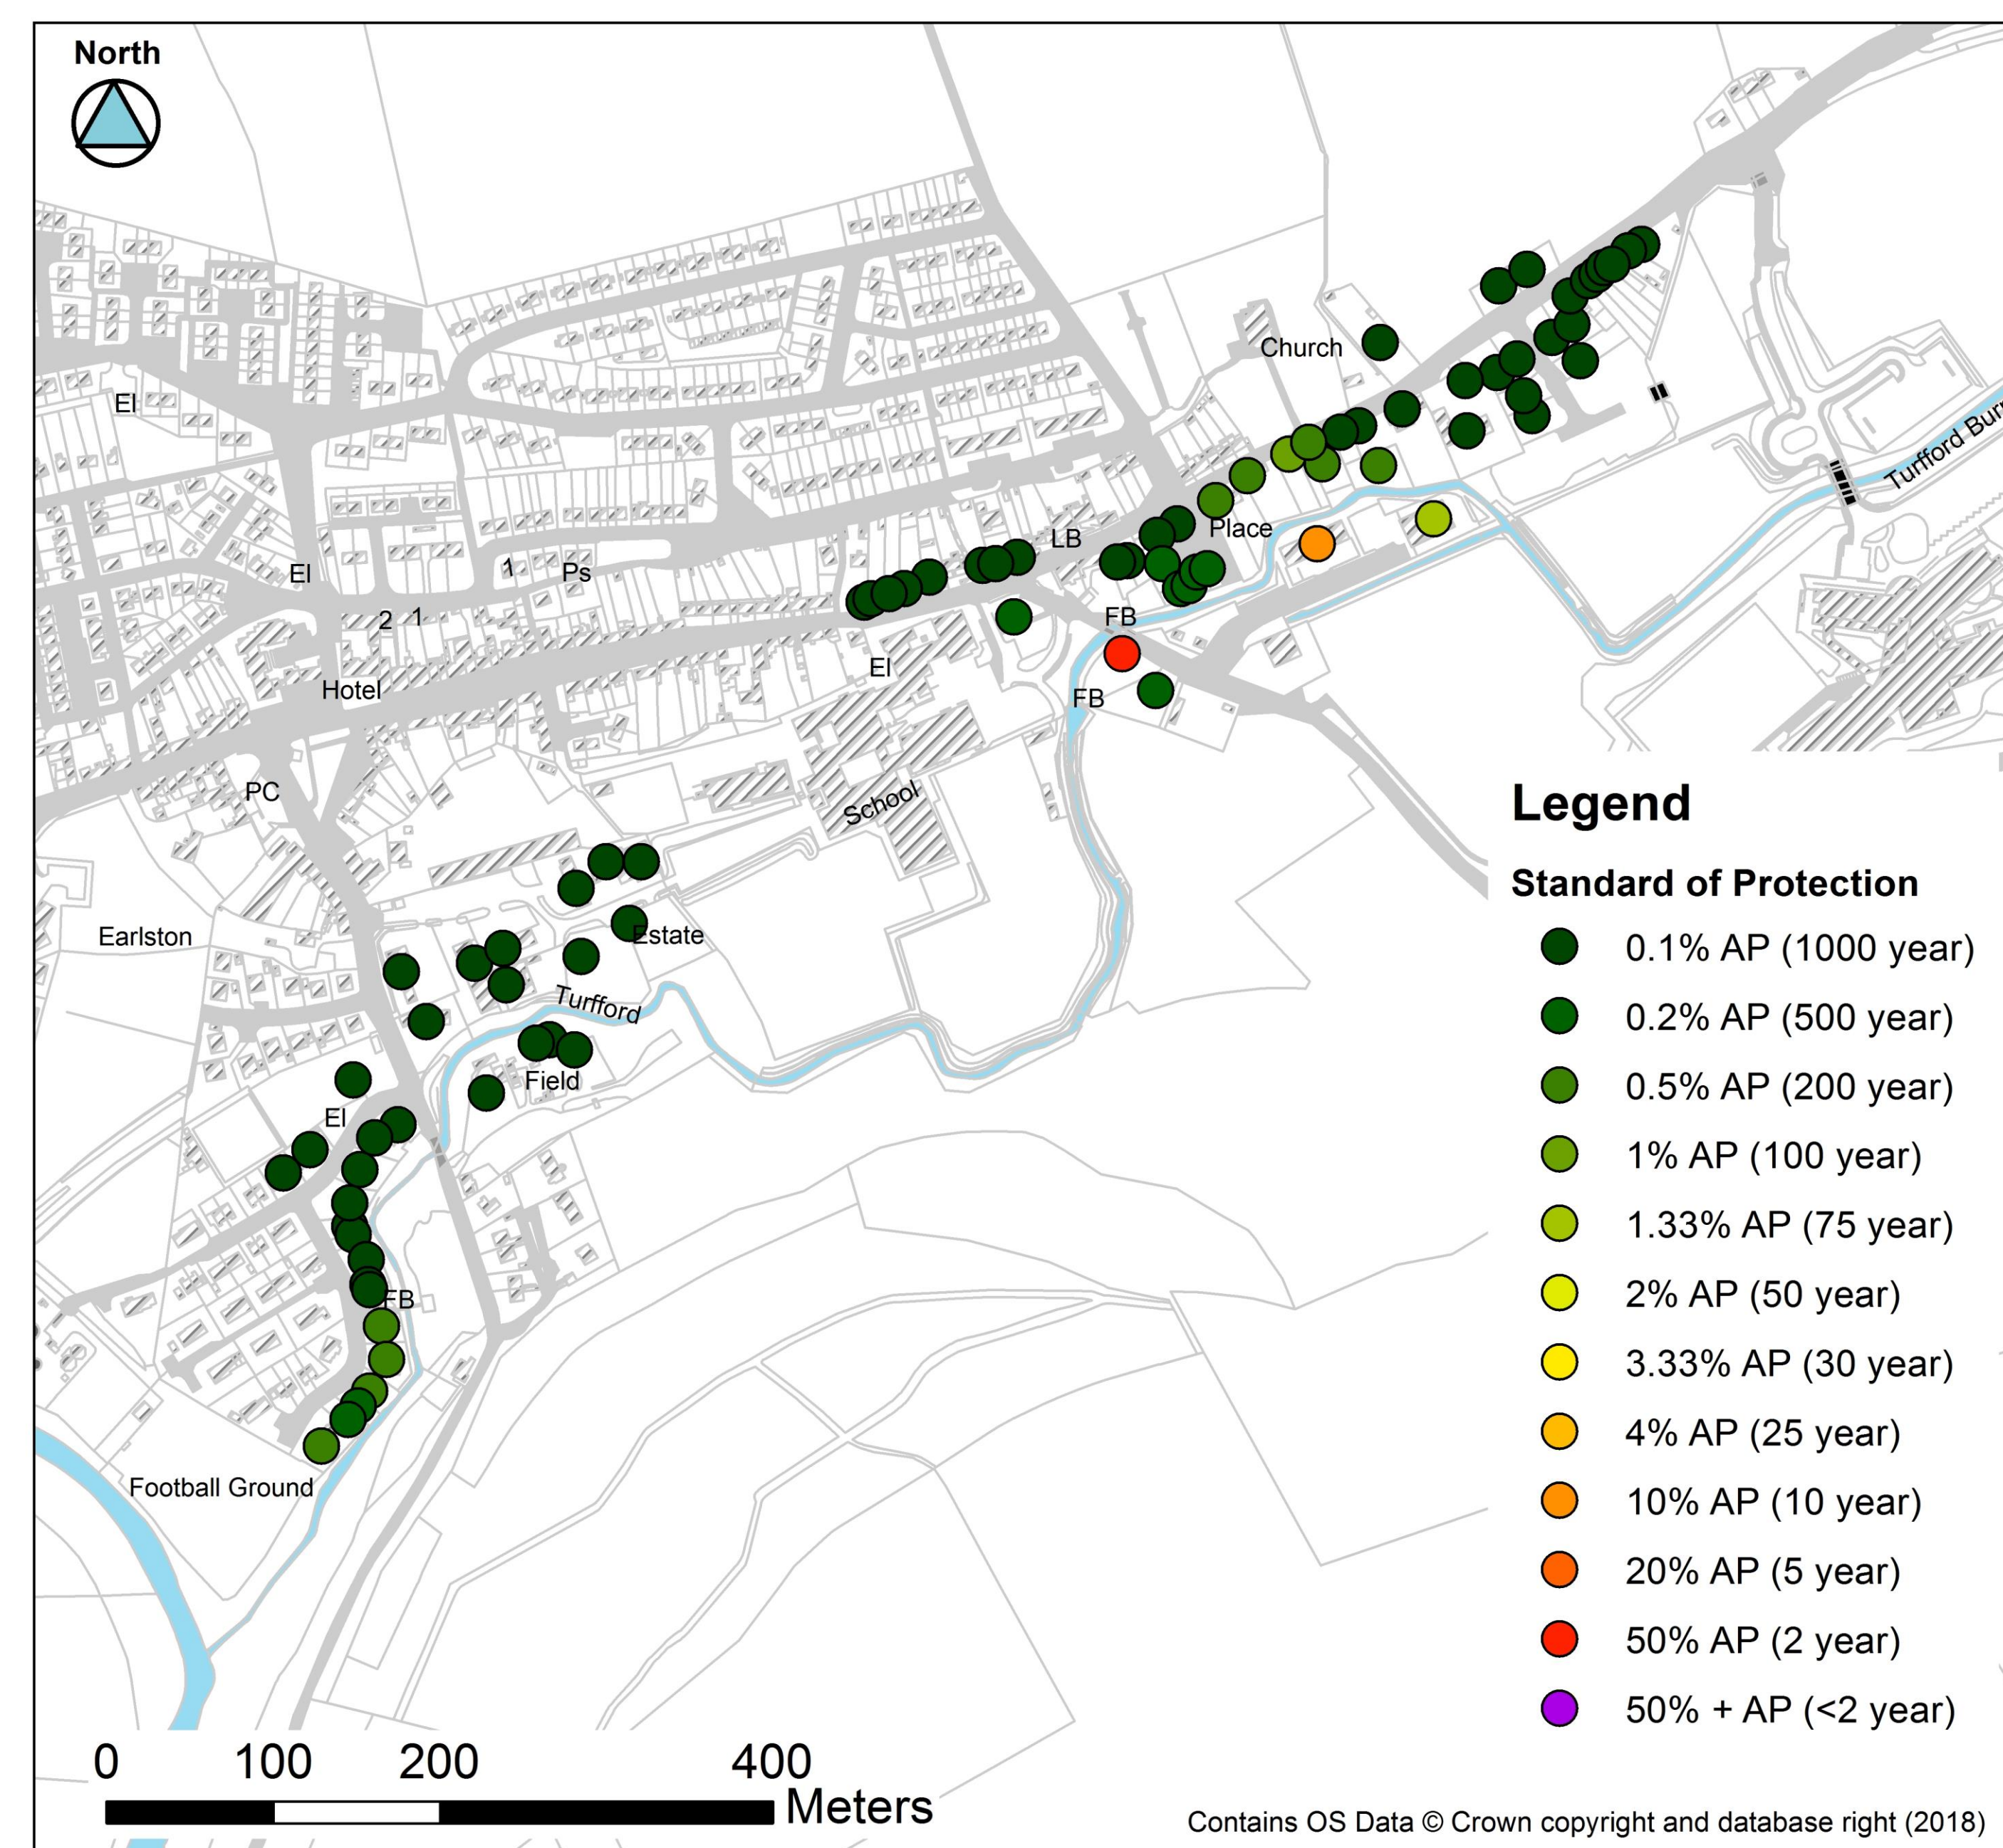 North
Church
El
Turfford Burn
Place
LB
El
1
Ps
2
1
FB
El
Hotel
FB
PC
School
Earlston
Estate
Turfford
Field
El
FB
Football Ground
Legend
Standard of Protection
0.1% AP (1000 year)
0.2% AP (500 year)
0.5% AP (200 year)
1% AP (100 year)
1.33% AP (75 year)
2% AP (50 year)
3.33% AP (30 year)
4% AP (25 year)
10% AP (10 year)
20% AP (5 year)
50% AP (2 year)
50% + AP (<2 year)
0 100 200 400
Meters
Contains OS Data © Crown copyright and database right (2018)